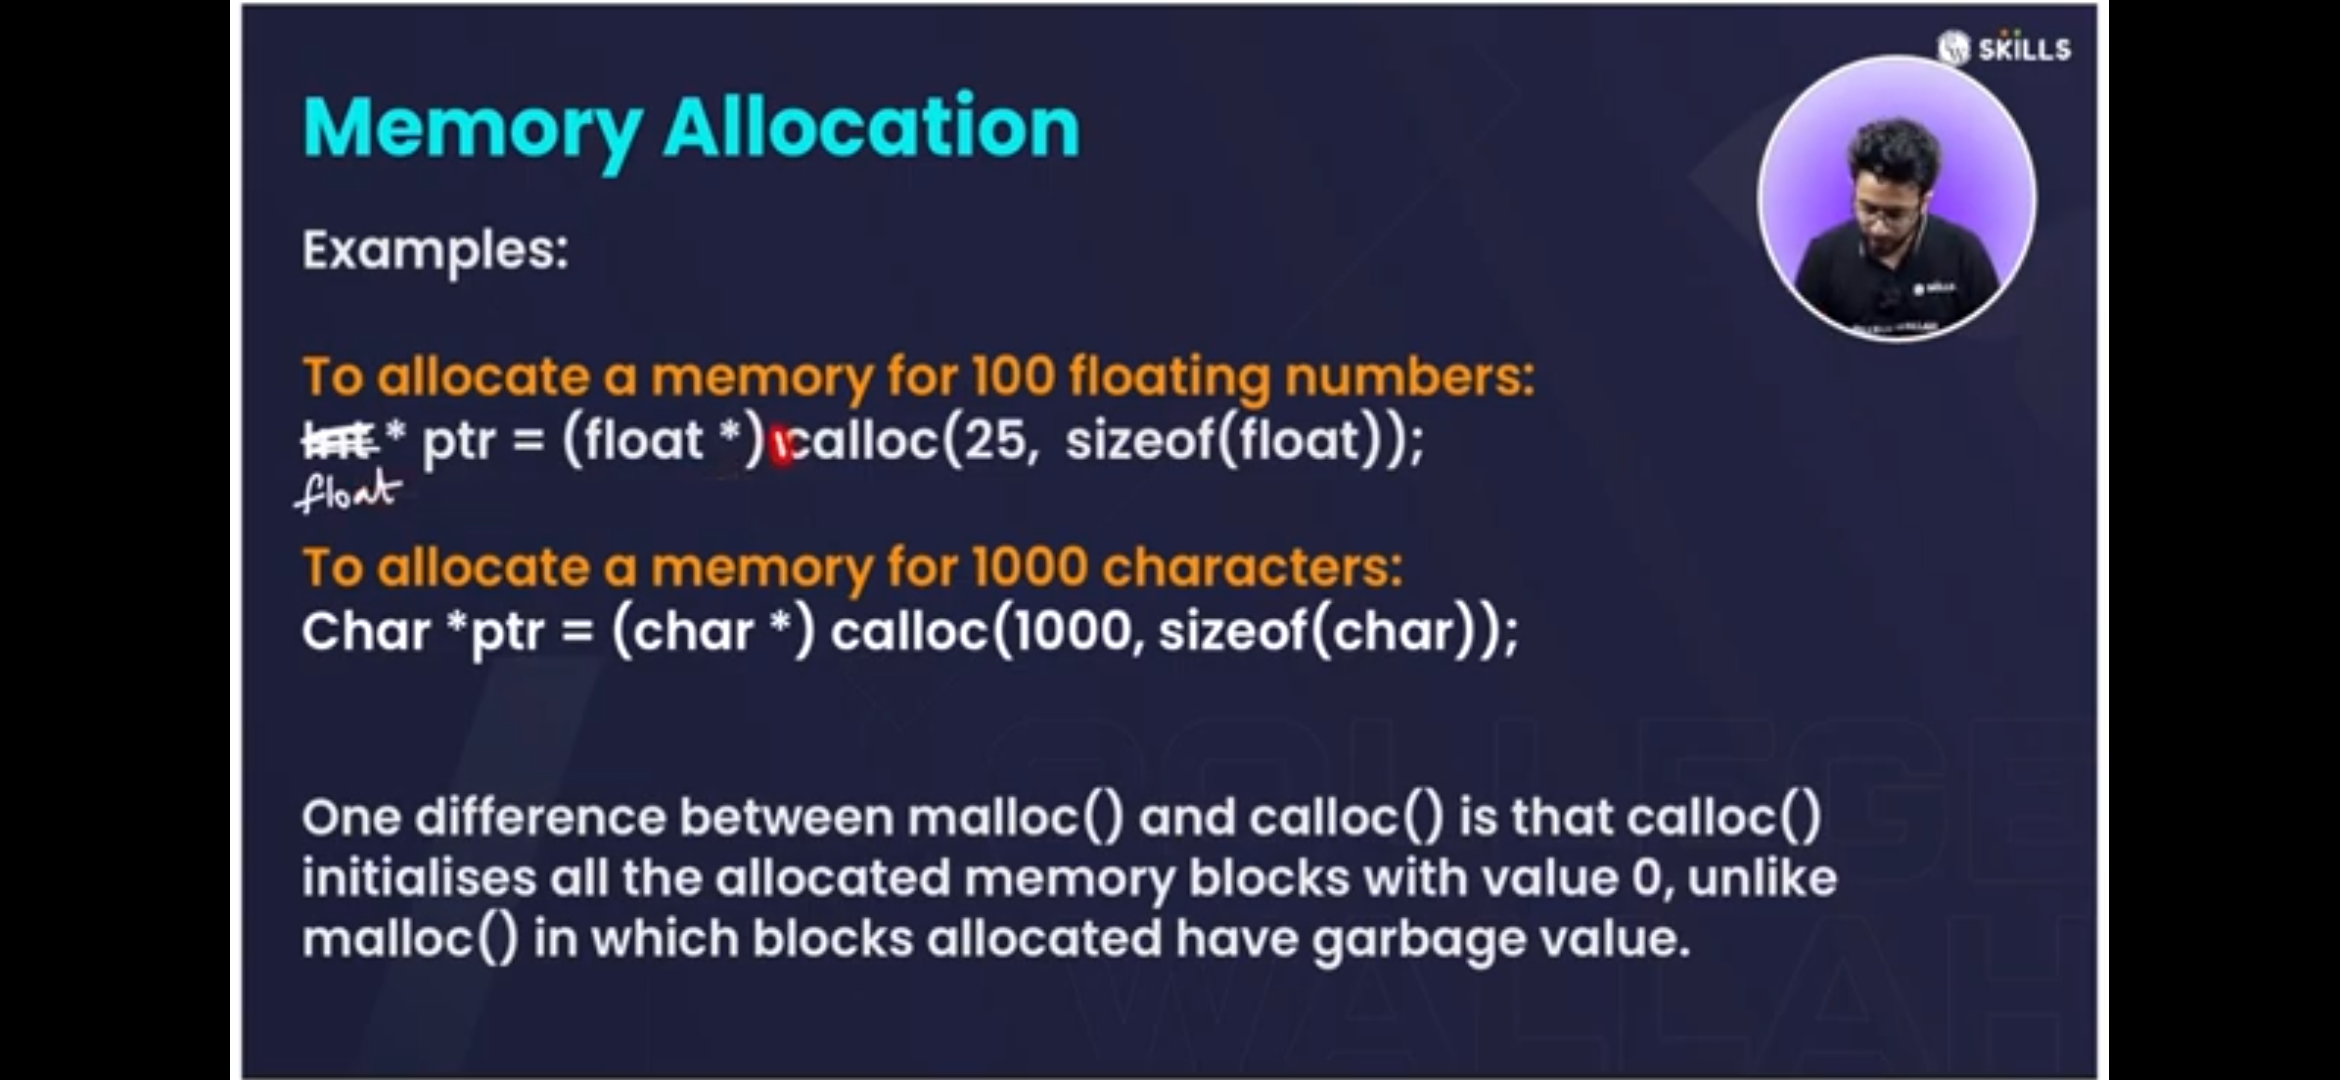 SKILLS
Memory Allocation
Examples:
To allocate a memory for 100 floating numbers:
Int * ptr = (float *) calloc(25, sizeof(float));
float
To allocate a memory for 1000 characters:
Char *ptr = (char *) calloc(1000, sizeof(char));
One difference between malloc() and calloc() is that calloc()
initialises all the allocated memory blocks with value 0, unlike
malloc() in which blocks allocated have garbage value.
COLLEGE
WALLAH